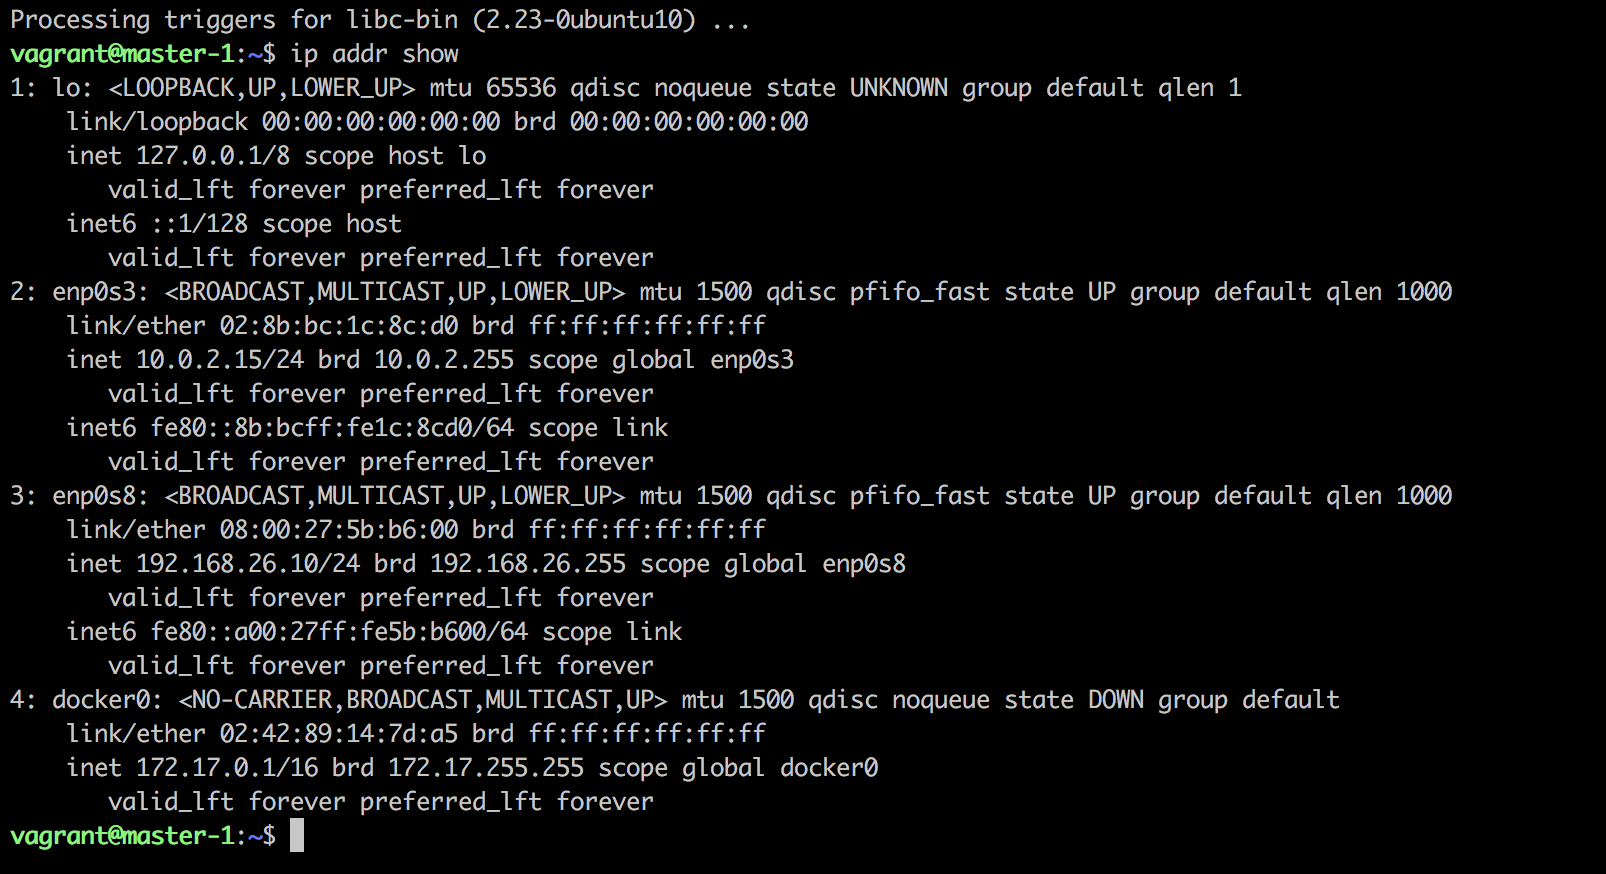 Processing triggers for libc-bin (2.23-0ubuntu10) ...
vagrant@master-1:~$ ip addr show
1: lo: <LOOPBACK,UP,LOWER_UP> mtu 65536 qdisc noqueue state UNKNOWN group default qlen 1
    link/loopback 00:00:00:00:00:00 brd 00:00:00:00:00:00
    inet 127.0.0.1/8 scope host lo
       valid_lft forever preferred_lft forever
    inet6 ::1/128 scope host
       valid_lft forever preferred_lft forever
2: enp0s3: <BROADCAST,MULTICAST,UP,LOWER_UP> mtu 1500 qdisc pfifo_fast state UP group default qlen 1000
    link/ether 02:8b:bc:1c:8c:d0 brd ff:ff:ff:ff:ff:ff
    inet 10.0.2.15/24 brd 10.0.2.255 scope global enp0s3
       valid_lft forever preferred_lft forever
    inet6 fe80::8b:bcff:fe1c:8cd0/64 scope link
       valid_lft forever preferred_lft forever
3: enp0s8: <BROADCAST,MULTICAST,UP,LOWER_UP> mtu 1500 qdisc pfifo_fast state UP group default qlen 1000
    link/ether 08:00:27:5b:b6:00 brd ff:ff:ff:ff:ff:ff
    inet 192.168.26.10/24 brd 192.168.26.255 scope global enp0s8
       valid_lft forever preferred_lft forever
    inet6 fe80::a00:27ff:fe5b:b600/64 scope link
       valid_lft forever preferred_lft forever
4: docker0: <NO-CARRIER,BROADCAST,MULTICAST,UP> mtu 1500 qdisc noqueue state DOWN group default
    link/ether 02:42:89:14:7d:a5 brd ff:ff:ff:ff:ff:ff
    inet 172.17.0.1/16 brd 172.17.255.255 scope global docker0
       valid_lft forever preferred_lft forever
vagrant@master-1:~$